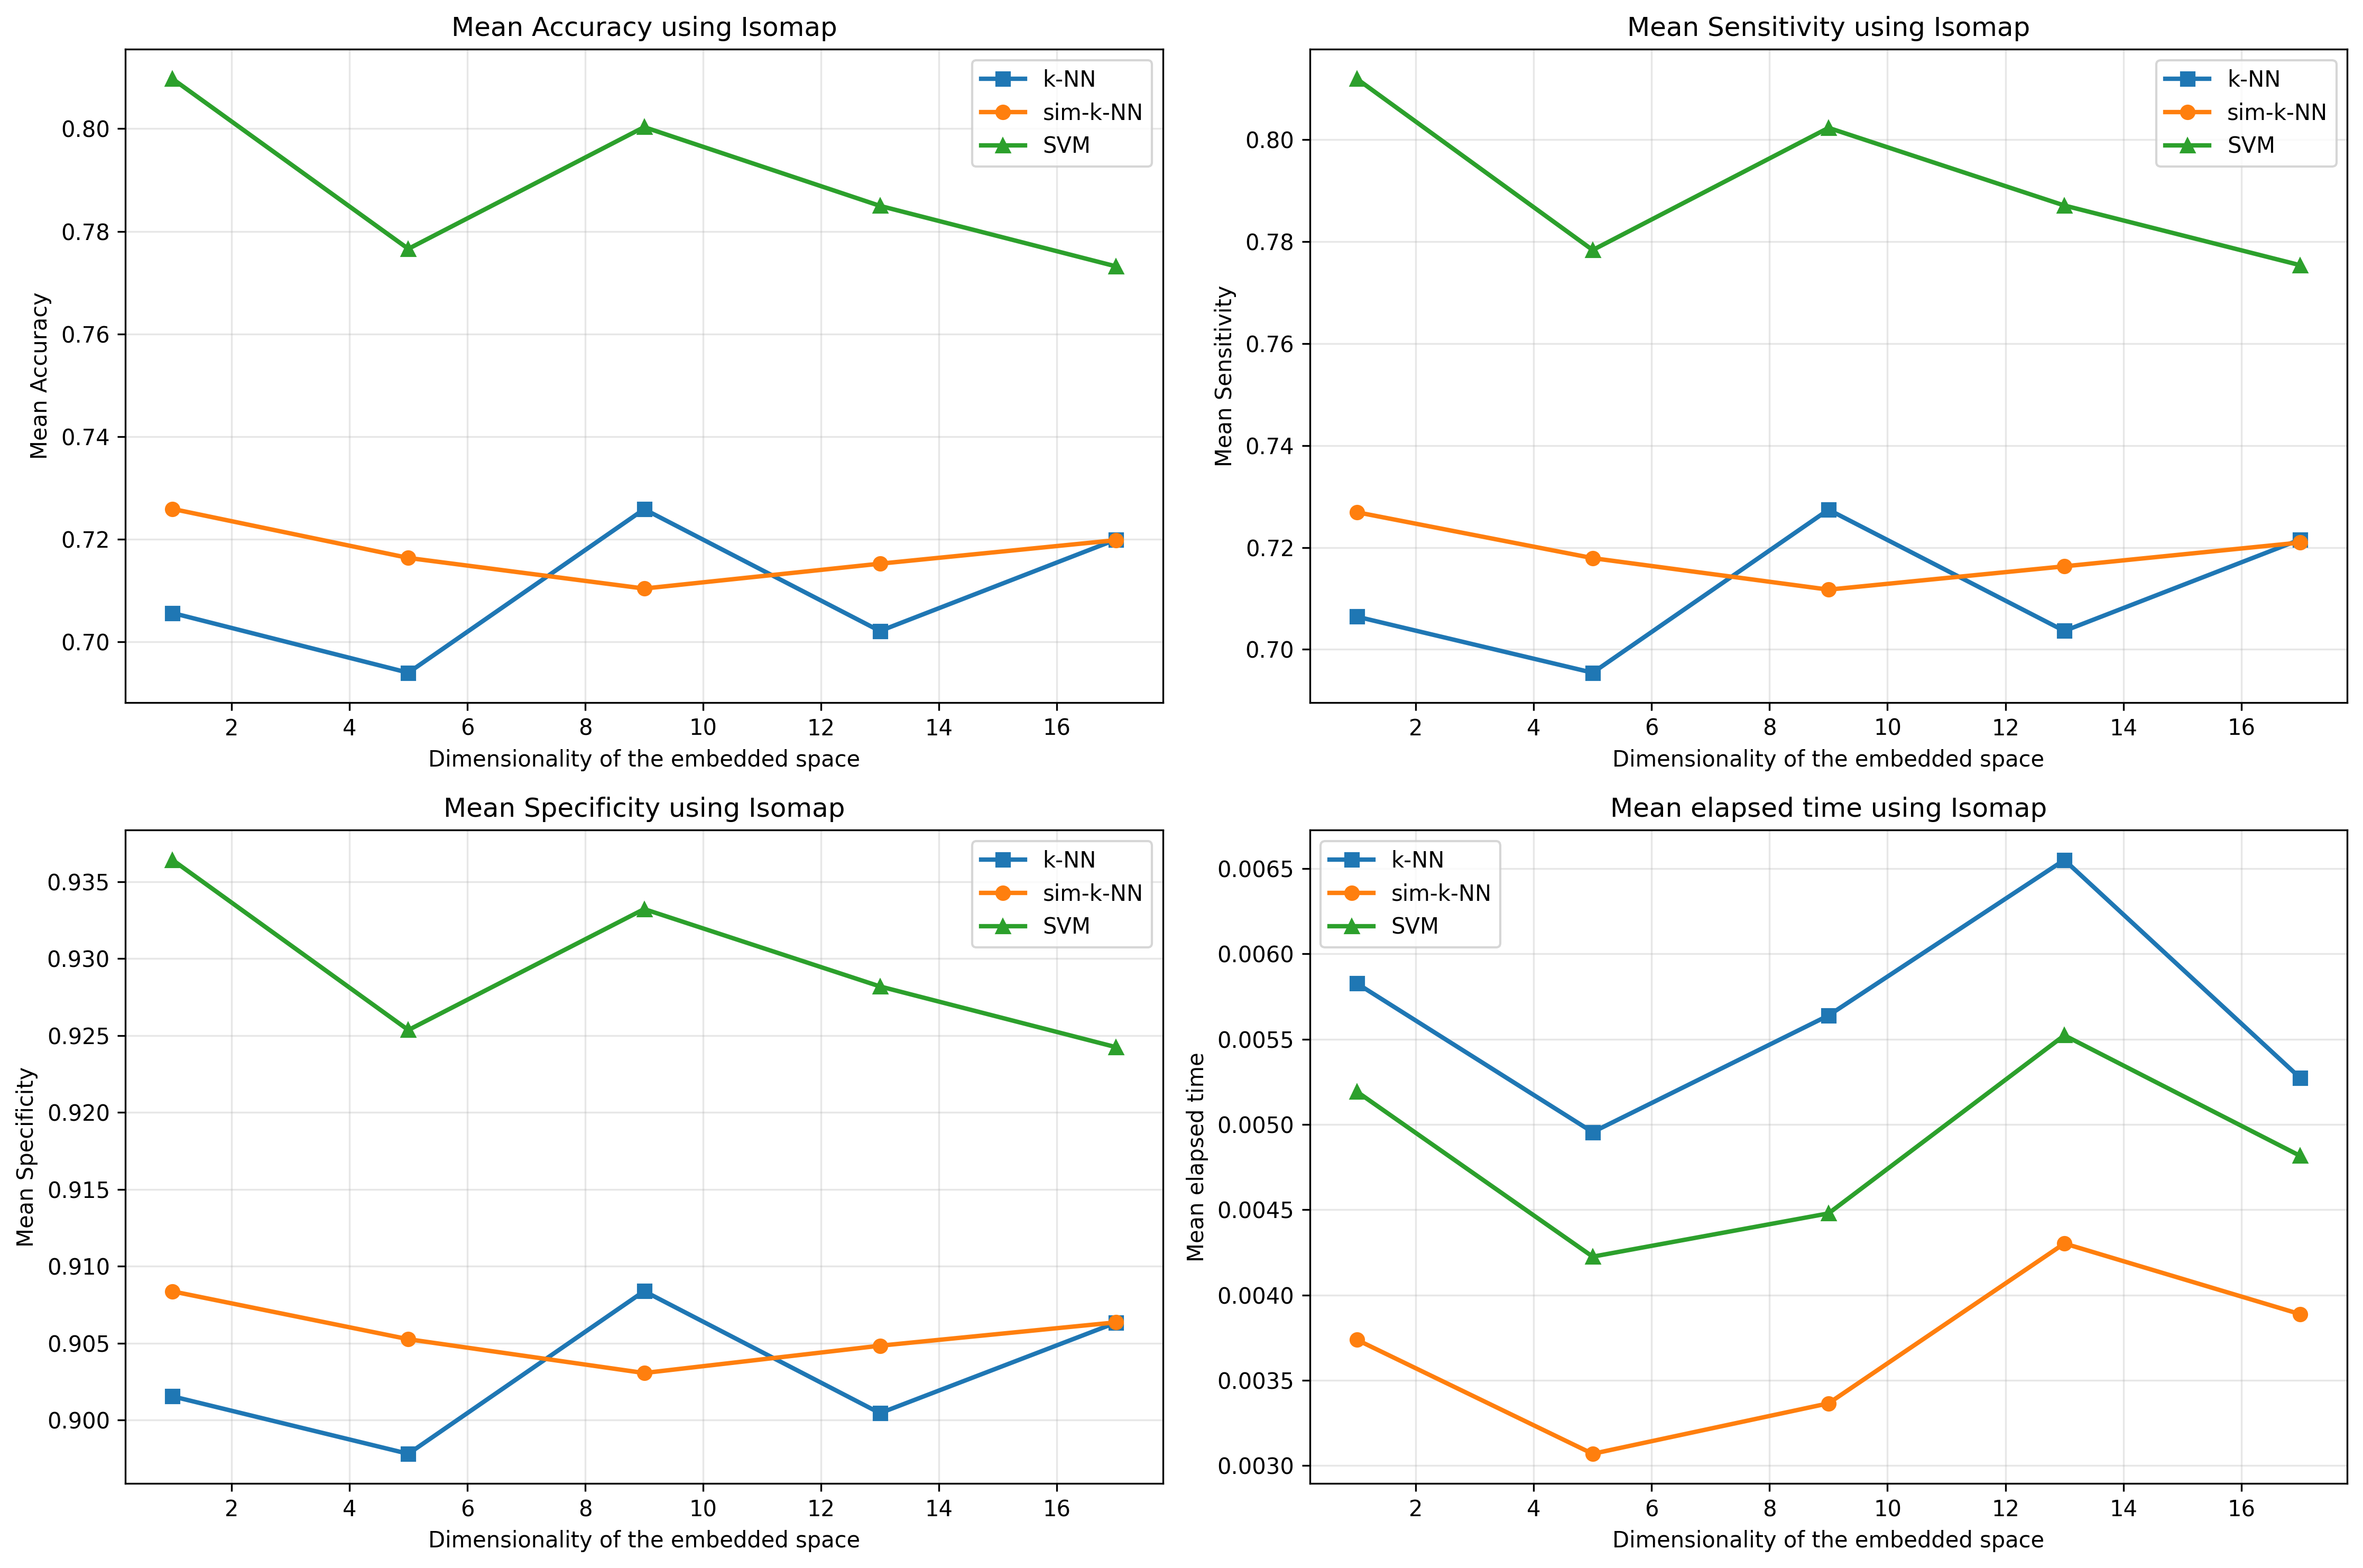 Mean Accuracy using Isomap
k-NN
sim-k-NN
SVM
0.80
0.78
0.76
0.74
0.72
0.70
Mean Accuracy
2 4 6 8 10 12 14 16
Dimensionality of the embedded space
Mean Sensitivity using Isomap
k-NN
sim-k-NN
SVM
0.80
0.78
0.76
0.74
0.72
0.70
Mean Sensitivity
2 4 6 8 10 12 14 16
Dimensionality of the embedded space
Mean Specificity using Isomap
k-NN
sim-k-NN
SVM
0.935
0.930
0.925
0.920
0.915
0.910
0.905
0.900
Mean Specificity
2 4 6 8 10 12 14 16
Dimensionality of the embedded space
Mean elapsed time using Isomap
k-NN
sim-k-NN
SVM
0.0065
0.0060
0.0055
0.0050
0.0045
0.0040
0.0035
0.0030
Mean elapsed time
2 4 6 8 10 12 14 16
Dimensionality of the embedded space